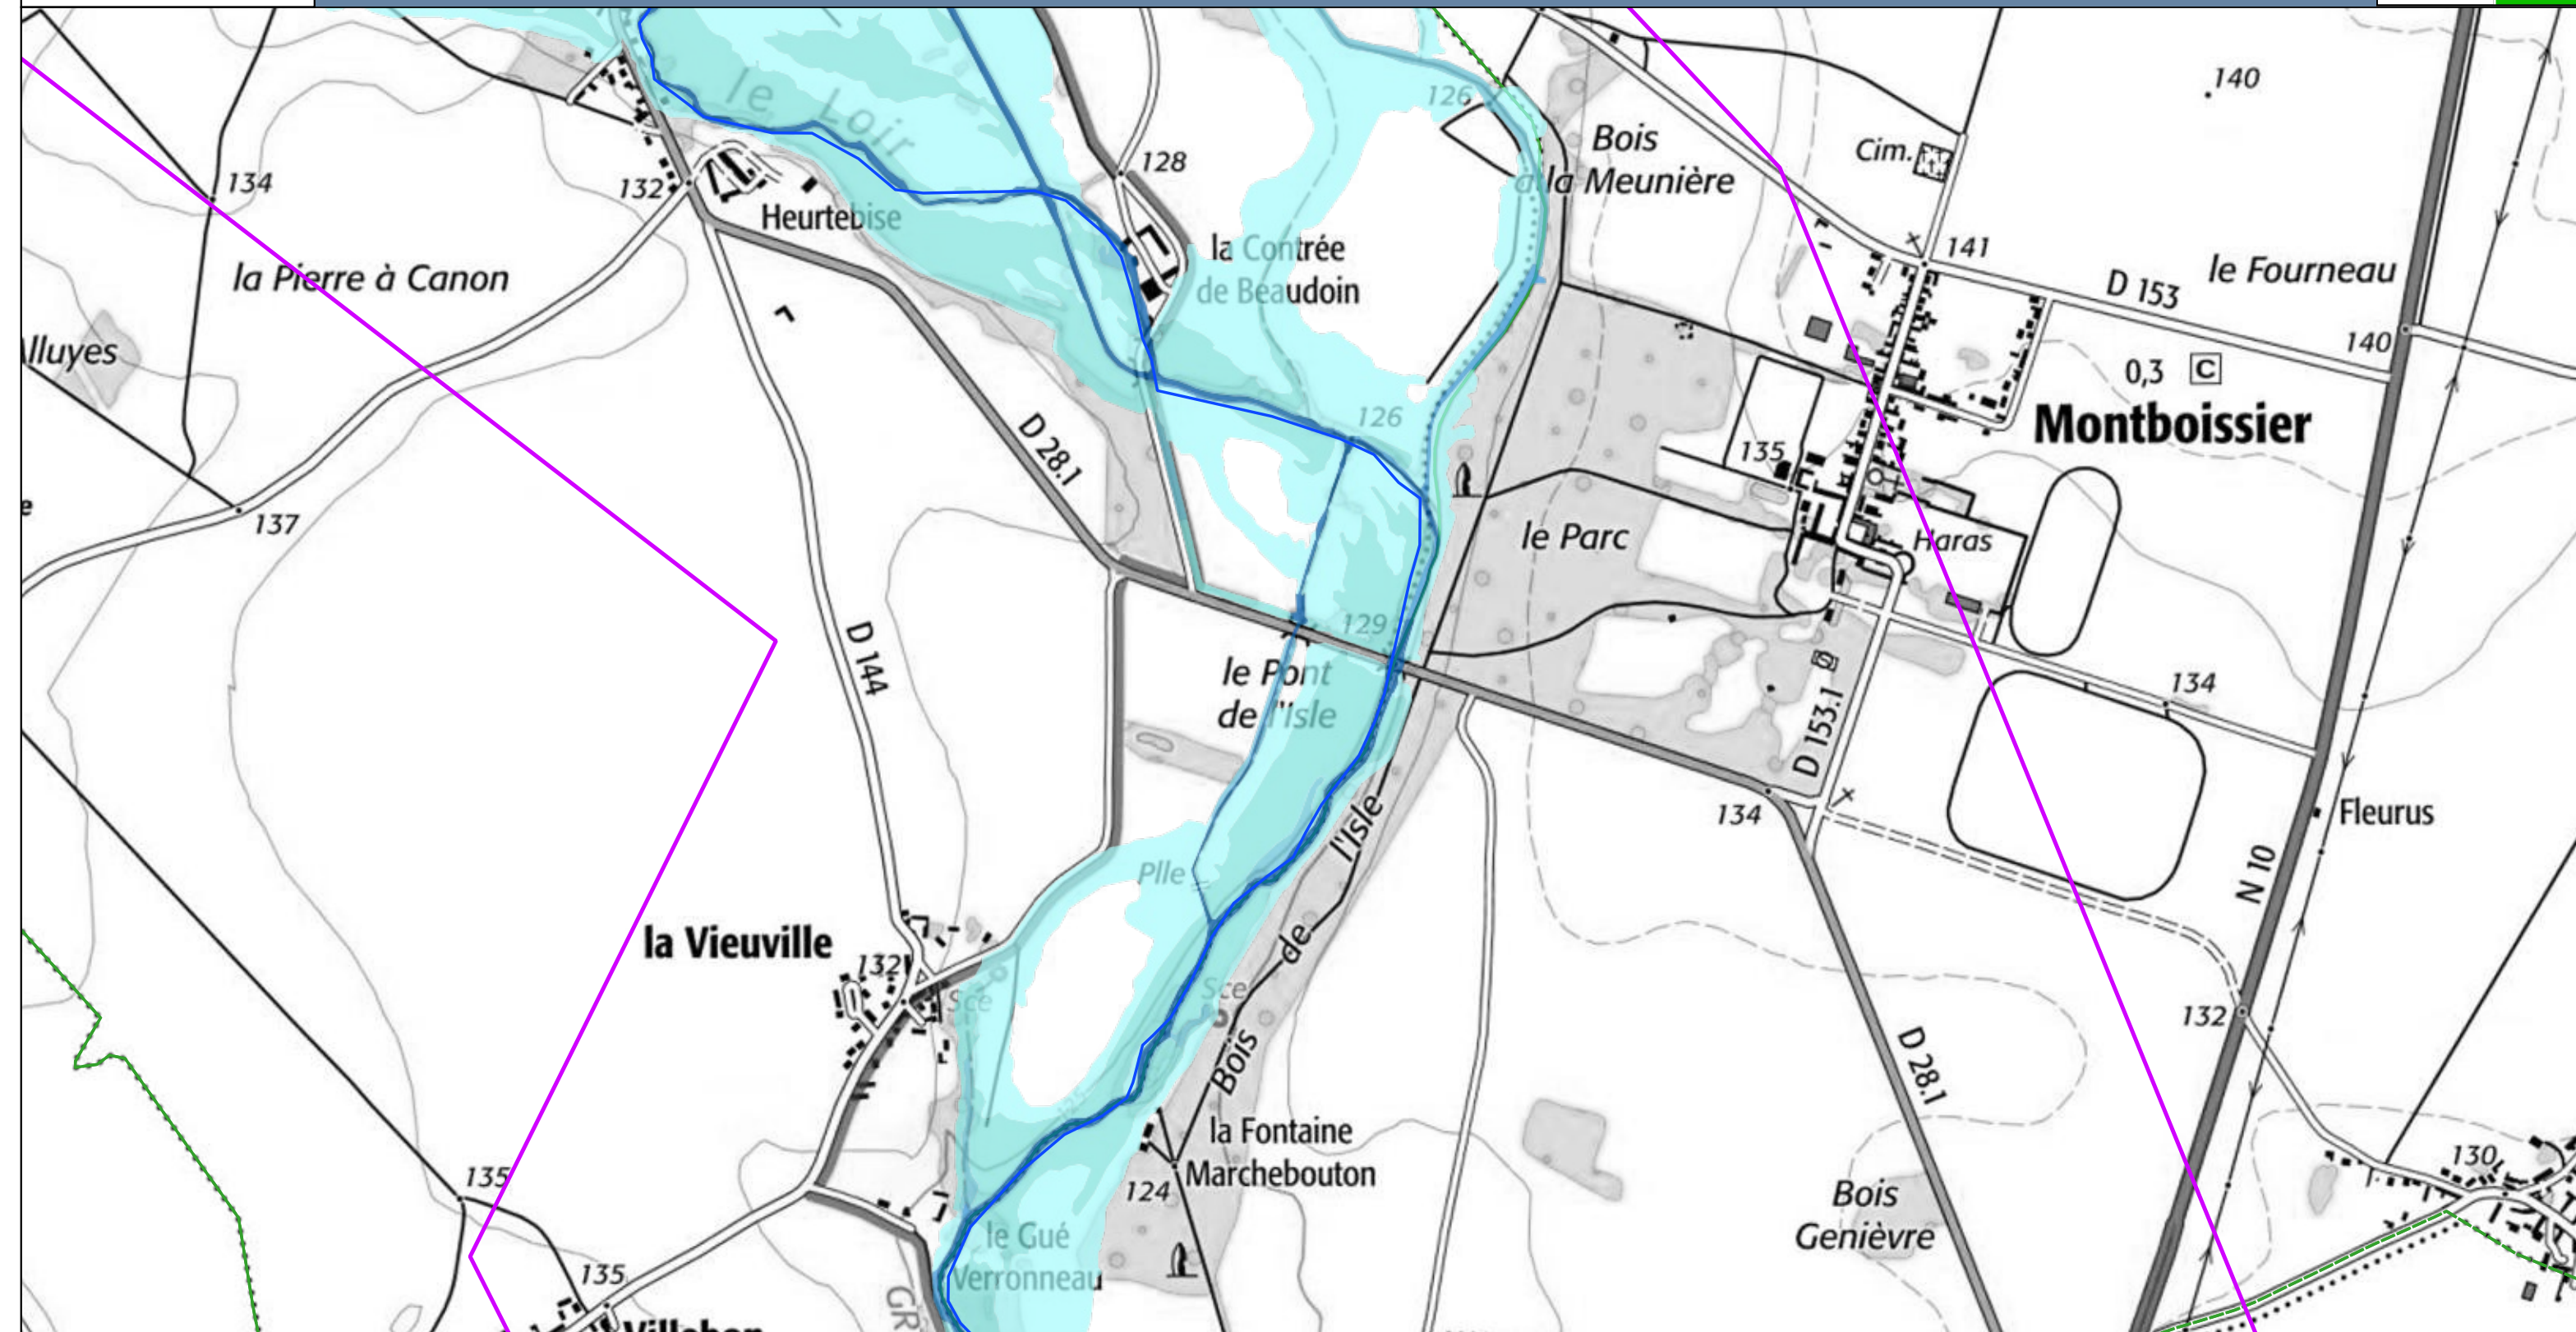 le Loir
126
140
Bois
à la Meunière
Cim.
128
134
132
Heurtebise
la Contrée
de Beaudoin
141
le Fourneau
D 153
la Pierre à Canon
140
lluyes
0,3 C
Montboissier
126
D 28.1
135
e
137
le Parc
Haras
129
D 144
le Pont
de l'Isle
134
D 153.1
134
Fleurus
N 10
Plle
la Vieuville
132
Sce
Sce
Bois de l'Isle
132
D 28.1
la Fontaine
Marchebouton
124
130
135
Bois
Genièvre
le Gué
Verronneau
135
GR